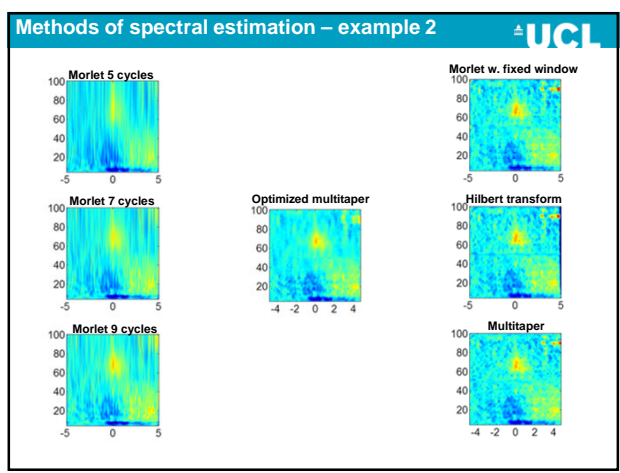 Methods of spectral estimation – example 2
UCL
Morlet 5 cycles
100
80
60
40
20
-5 0 5
Morlet 7 cycles
100
80
60
40
20
-5 0 5
Morlet 9 cycles
100
80
60
40
20
-5 0 5
Optimized multitaper
100
80
60
40
20
-4 -2 0 2 4
Morlet w. fixed window
100
80
60
40
20
-5 0 5
Hilbert transform
100
80
60
40
20
-5 0 5
Multitaper
100
80
60
40
20
-4 -2 0 2 4